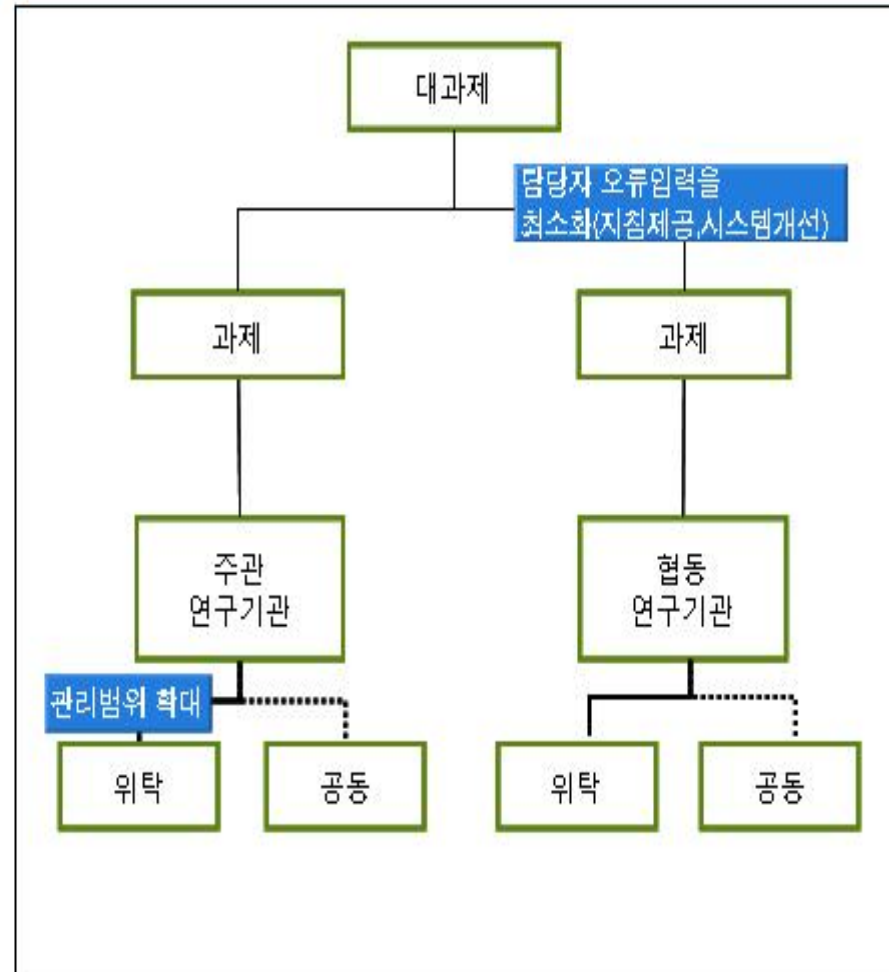 대과제
담당자 오류입력을
최소화(지침제공,시스템개선)
과제
과제
주관
연구기관
협동
연구기관
관리범위 확대
위탁
공동
위탁
공동